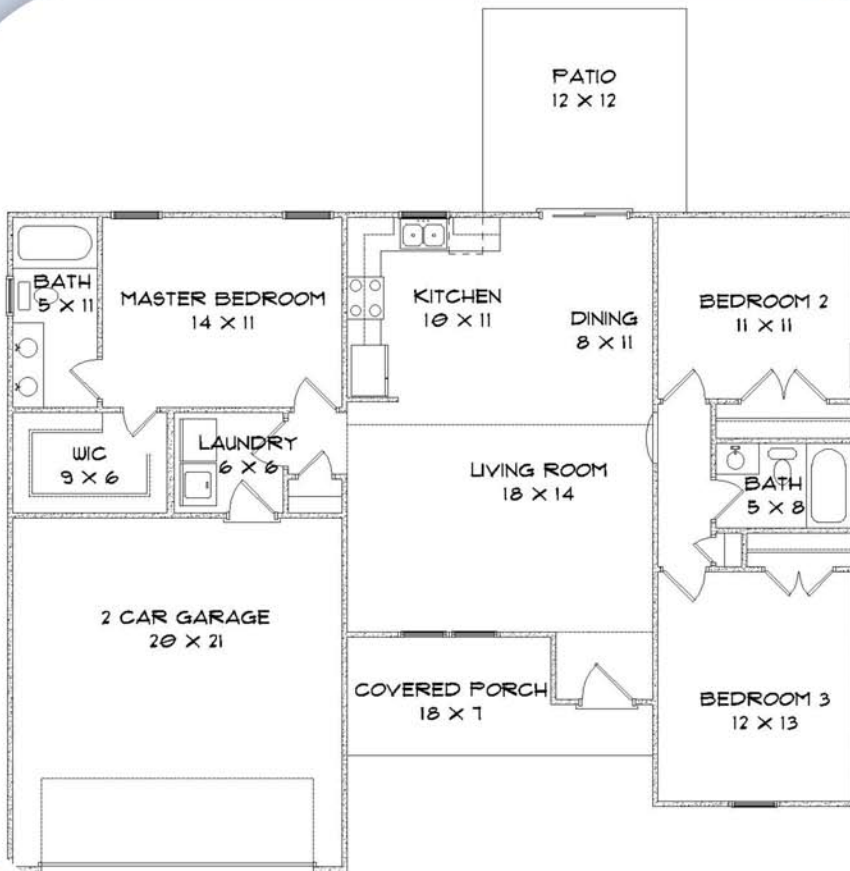 PATIO
12 X 12
BATH
5 X 11
MASTER BEDROOM
14 X 11
KITCHEN
10 X 11
DINING
8 X 11
BEDROOM 2
11 X 11
WIC
9 X 6
LAUNDRY
6 X 6
LIVING ROOM
18 X 14
BATH
5 X 8
2 CAR GARAGE
20 X 21
COVERED PORCH
18 X 7
BEDROOM 3
12 X 13